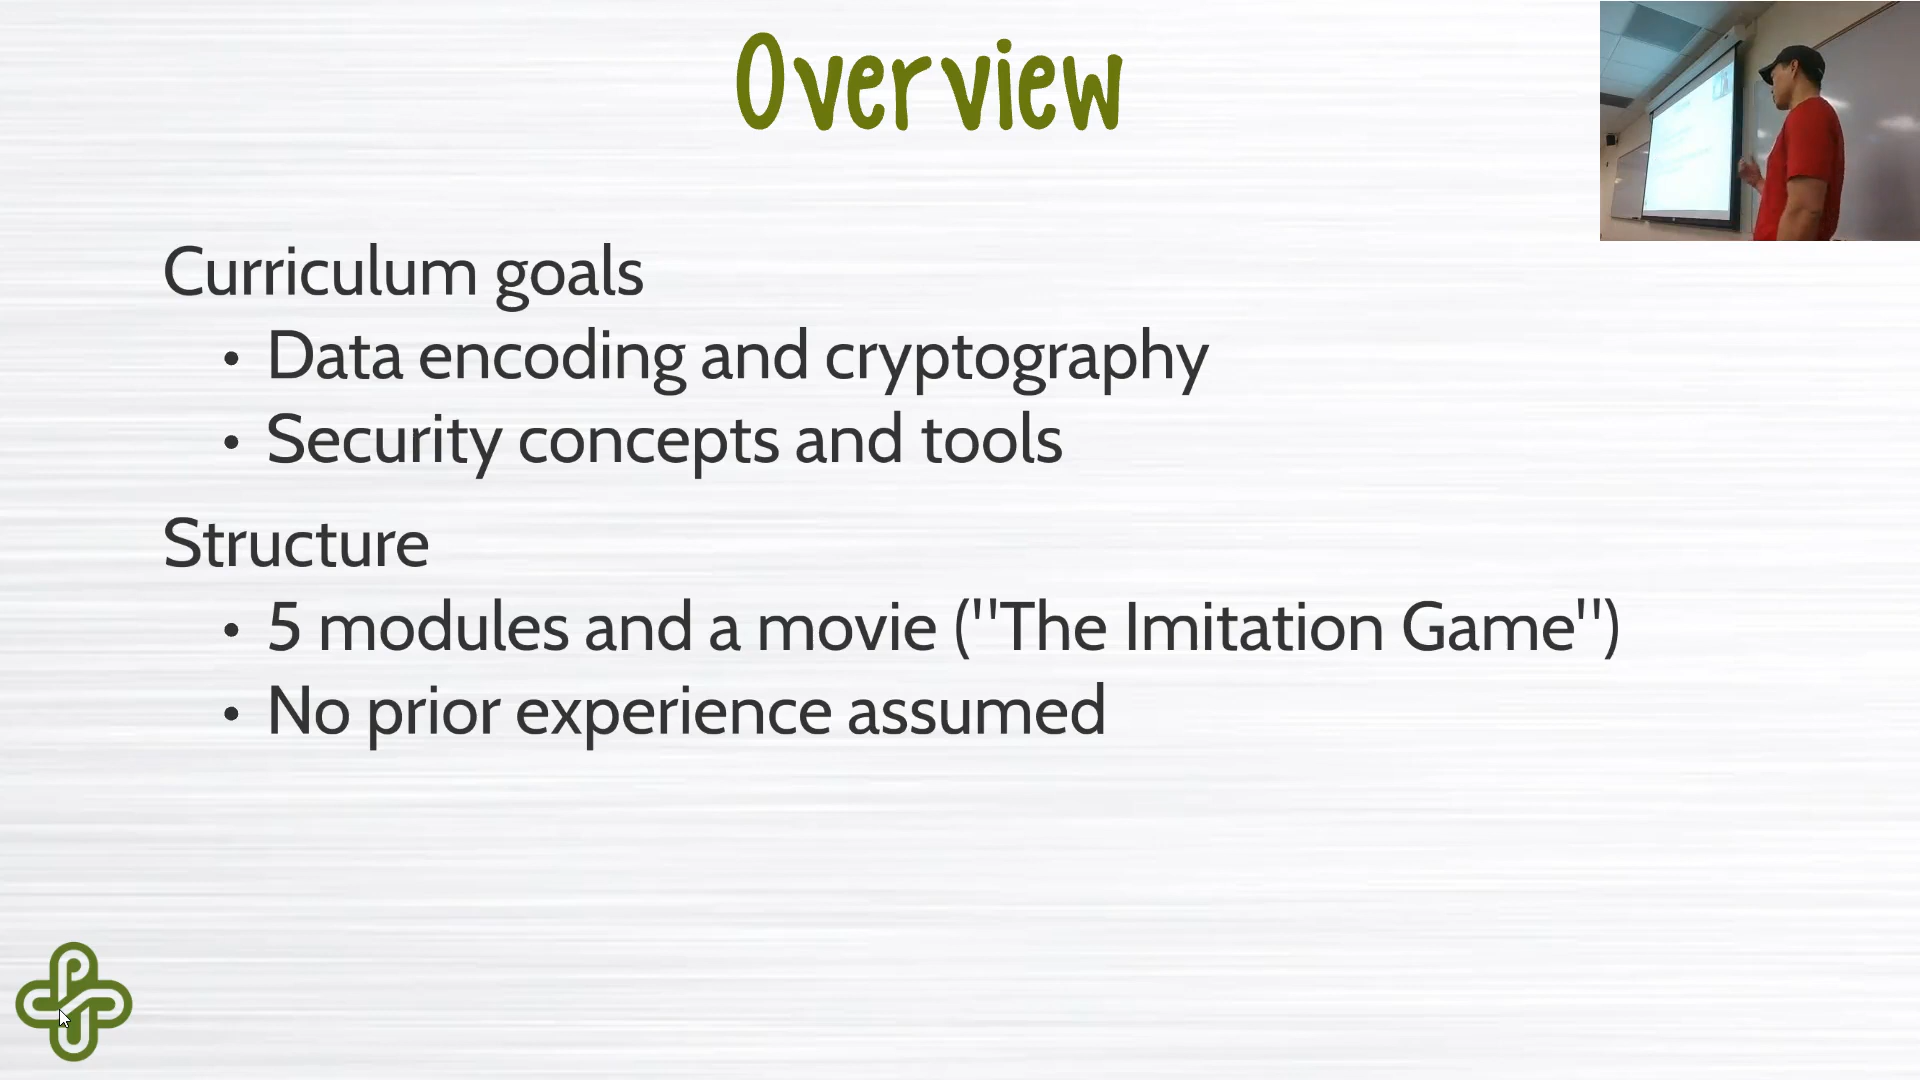 Overview
Curriculum goals
• Data encoding and cryptography
• Security concepts and tools
Structure
• 5 modules and a movie ("The Imitation Game")
• No prior experience assumed